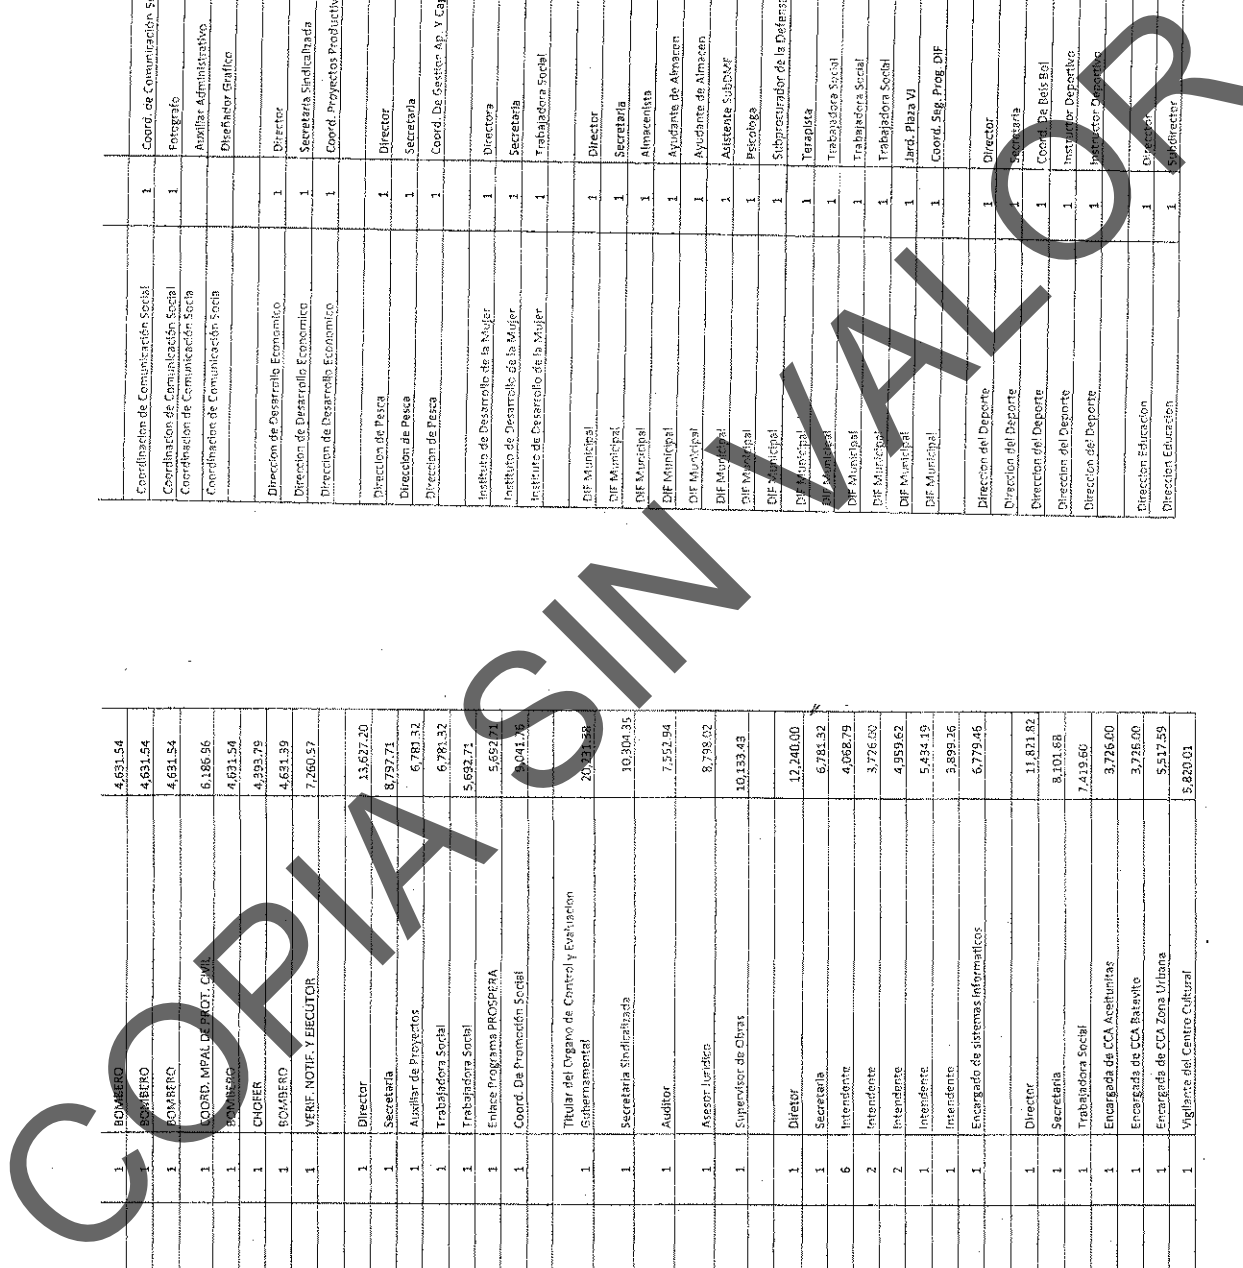 Coordinacion de Comunicación Social 1 Coord. de Comunicación
Coordinacion de Comunicación Social 1 Fotografo
Coordinacion de Comunicación Socia Auxiliar Administrativo
Coordinacion de Comunicación Socia Diseñador Grafico
Direccion de Desarrollo Economico 1 Director
Direccion de Desarrollo Economico 1 Secretaria Sindicalizada
Direccion de Desarrollo Economico 1 Coord. Proyectos Productiv
Direccion de Pesca 1 Director
Direccion de Pesca 1 Secretaria
Direccion de Pesca 1 Coord. De Gestion Ap. Y Cap
Instituto de Desarrollo de la Mujer 1 Directora
Instituto de Desarrollo de la Mujer 1 Secretaria
Instituto de Desarrollo de la Mujer 1 Trabajadora Social
DIF Municipal 1 Director
DIF Municipal 1 Secretaria
DIF Municipal 1 Almacenista
DIF Municipal 1 Ayudante de Almacen
DIF Municipal 1 Ayudante de Almacen
DIF Municipal 1 Asistente SubDMF
DIF Municipal 1 Psicologa
DIF Municipal 1 Subprocurador de la Defensa
DIF Municipal 1 Terapista
DIF Municipal 1 Trabajadora Social
DIF Municipal 1 Trabajadora Social
DIF Municipal 1 Trabajadora Social
DIF Municipal 1 Jard. Plaza VJ
DIF Municipal 1 Coord. Seg. Prog. DIF
Direccion del Deporte 1 Director
Direccion del Deporte 1 Secretaria
Direccion del Deporte 1 Coord. De Beis Bol
Direccion del Deporte 1 Instructor Deportivo
Direccion del Deporte 1 Instructor Deportivo
Direccion Educacion 1 Director
Direccion Educacion 1 Subdirector
1 BOMBERO 4,631.54
1 BOMBERO 4,631.54
1 BOMBERO 4,631.54
1 COORD. MPAL DE PROT. CIVIL 6,186.96
1 BOMBERO 4,631.54
1 CHOFER 4,393.79
1 BOMBERO 4,631.39
1 VERIF. NOTIF. Y EJECUTOR 7,260.57
1 Director 13,627.20
1 Secretaria 8,797.71
1 Auxiliar de Proyectos 6,781.32
1 Trabajadora Social 6,781.32
1 Trabajadora Social 5,692.71
1 Enlace Programa PROSPERA 5,692.71
1 Coord. De Promoción Social 9,041.76
Titular del Organo de Control y Evaluacion
1 Gubernamental
1 Secretaria Sindicalizada 10,304.35
1 Auditor 7,552.94
1 Asesor Juridico 8,798.02
1 Supervisor de Obras 10,133.43
1 Diretor 12,240.00
1 Secretaria 6,781.32
6 Intendente 4,068.79
2 Intendente 3,726.00
2 Intendente 4,959.62
1 Intendente 5,434.19
1 Intendente 3,899.26
1 Encargado de sistemas Informaticos 6,779.46
1 Director 11,821.82
1 Secretaria 8,101.68
1 Trabajadora Social 7,419.60
1 Encargada de CCA Aceitunitas 3,726.00
1 Encargada de CCA Batevito 3,726.00
1 Encargada de CCA Zona Urbana 5,517.59
1 Vigilante del Centro Cultural 5,820.01
COPIA SIN VALOR